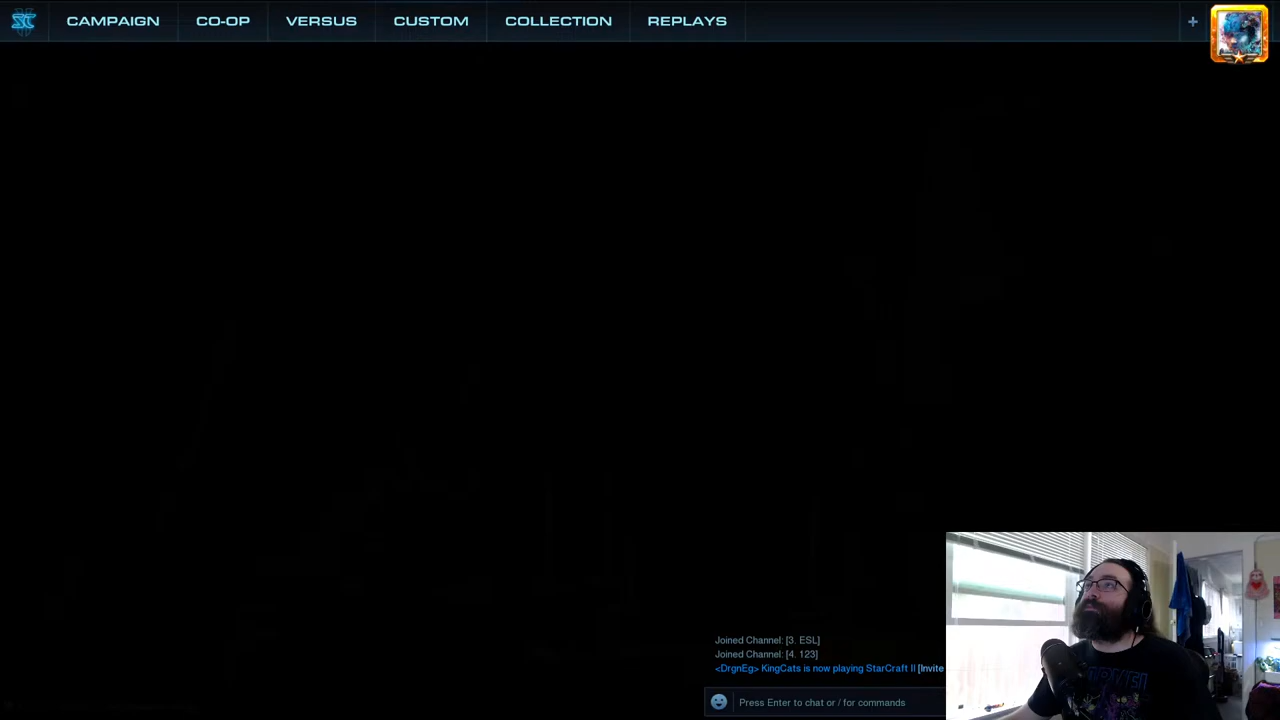 CAMPAIGN CO-OP VERSUS CUSTOM COLLECTION REPLAYS +
Joined Channel: [3. ESL]
Joined Channel: [4. 123]
<DrgnEg> KingCats is now playing StarCraft II [Invite
Press Enter to chat or / for commands